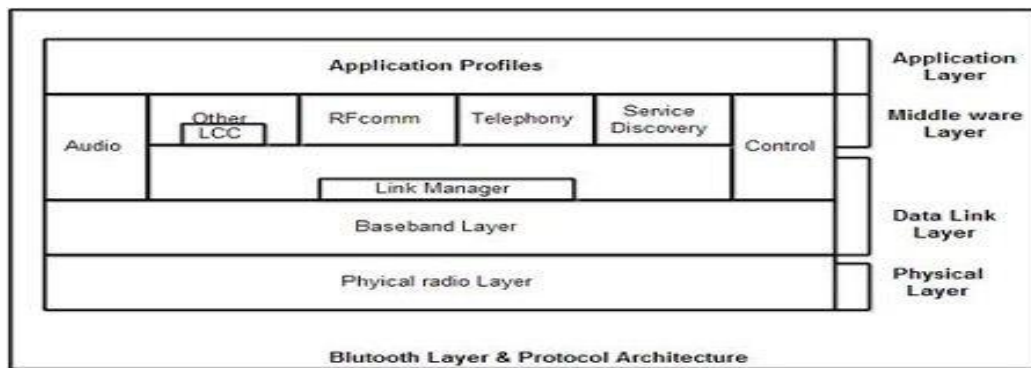 Application Profiles
Application
Layer
Audio
Other
LCC
RFcomm
Telephony
Service
Discovery
Control
Middle ware
Layer
Link Manager
Baseband Layer
Data Link
Layer
Phyical radio Layer
Physical
Layer
Blutooth Layer & Protocol Architecture